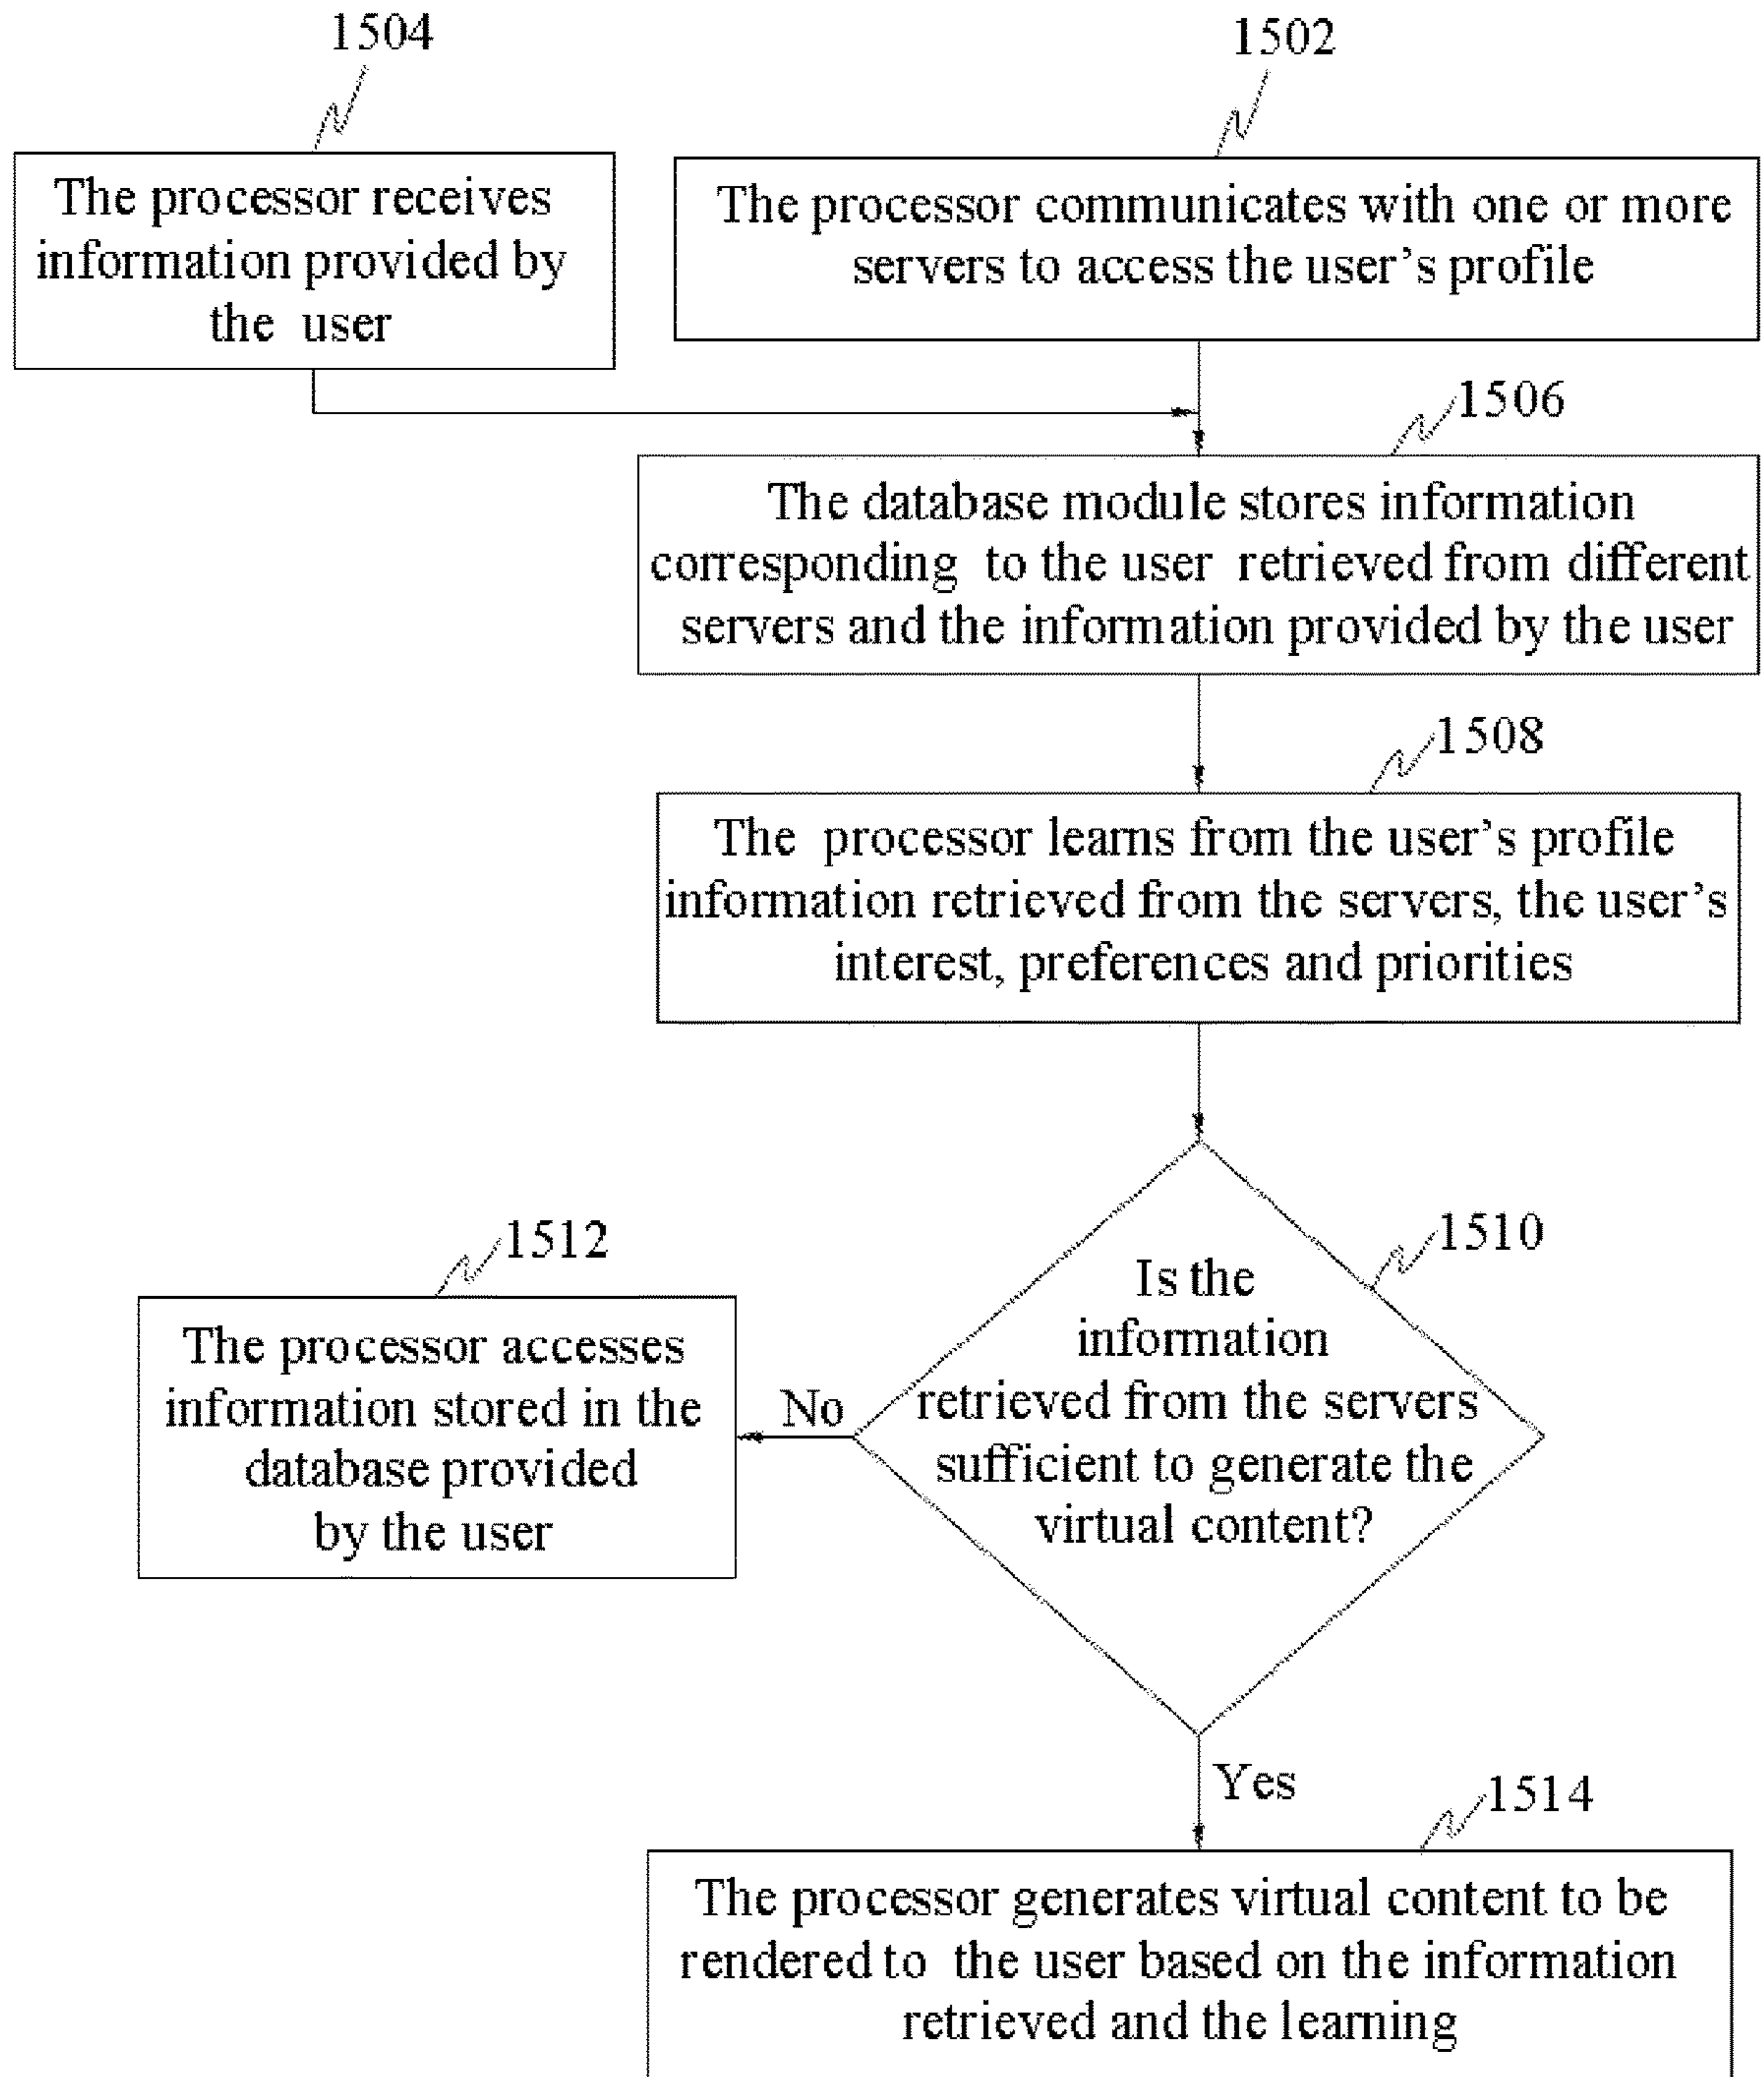 1504
The processor receives
information provided by
the user
1502
The processor communicates with one or more
servers to access the user's profile
1506
The database module stores information
corresponding to the user retrieved from different
servers and the information provided by the user
1508
The processor learns from the user's profile
information retrieved from the servers, the user's
interest, preferences and priorities
1510
Is the
information
retrieved from the servers
sufficient to generate the
virtual content?
No
1512
The processor accesses
information stored in the
database provided
by the user
Yes
1514
The processor generates virtual content to be
rendered to the user based on the information
retrieved and the learning